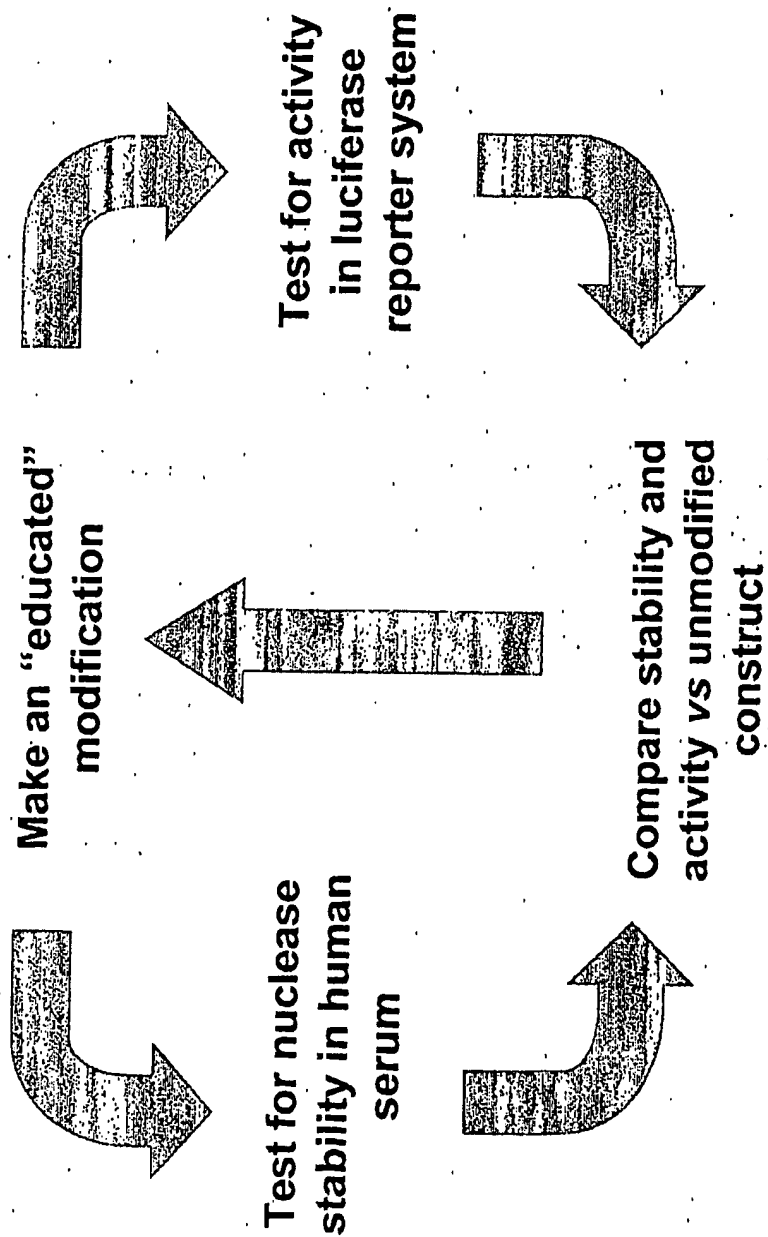 Make an “educated”
modification
Test for nuclease
stability in human
serum
Test for activity
in luciferase
reporter system
Compare stability and
activity vs unmodified
construct